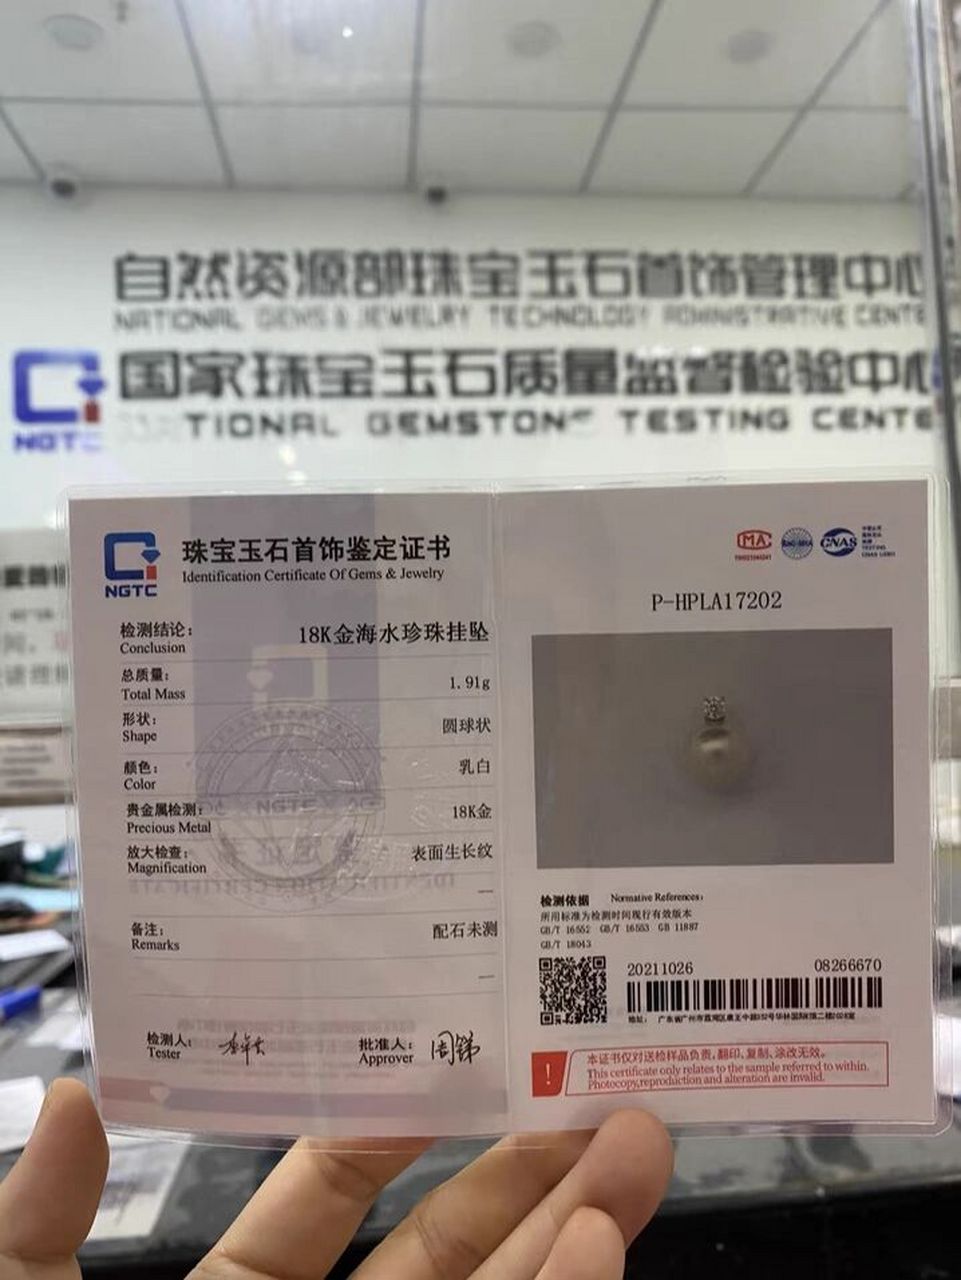 自然资源部珠宝玉石首饰管理中心
NATIONAL GEMS & JEWELRY TECHNOLOGY ADMINISTRATIVE CENTE
国家珠宝玉石质量监督检验中心
TIONAL GEMSTONE TESTING CENTE
NGTC
NGTC
珠宝玉石首饰鉴定证书
Identification Certificate Of Gems & Jewelry
检测结论: 18K金海水珍珠挂坠
Conclusion
总质量: 1.91g
Total Mass
形状: 圆球状
Shape
颜色: 乳白
Color
贵金属检测: 18K金
Precious Metal
放大检查: 表面生长纹
Magnification
—
备注: 配石未测
Remarks
—
检测人:
Tester
批准人:
Approver
NGTC
MA
CNAS
P-HPLA17202
检测依据 Normative References:
所用标准为检测时间现行有效版本
GB/T 16552 GB/T 16553 GB 11887
GB/T 18043
20211026 08266670
本证书仅对送检样品负责,翻印、复制、涂改无效。
This certificate only relates to the sample referred to within.
Photocopy,reproduction and alteration are invalid.